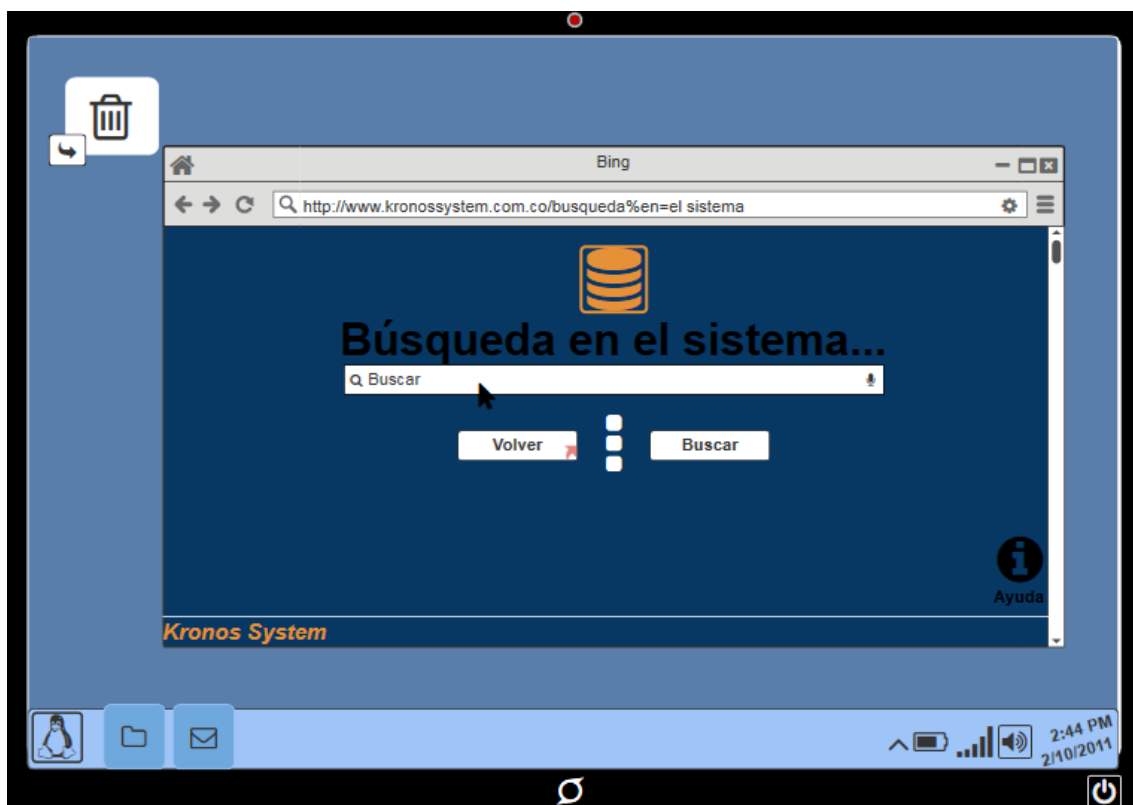 Bing
http://www.kronossystem.com.co/busqueda%en=el sistema
Búsqueda en el sistema...
Buscar
Volver
Buscar
Ayuda
Kronos System
2:44 PM
2/10/2011